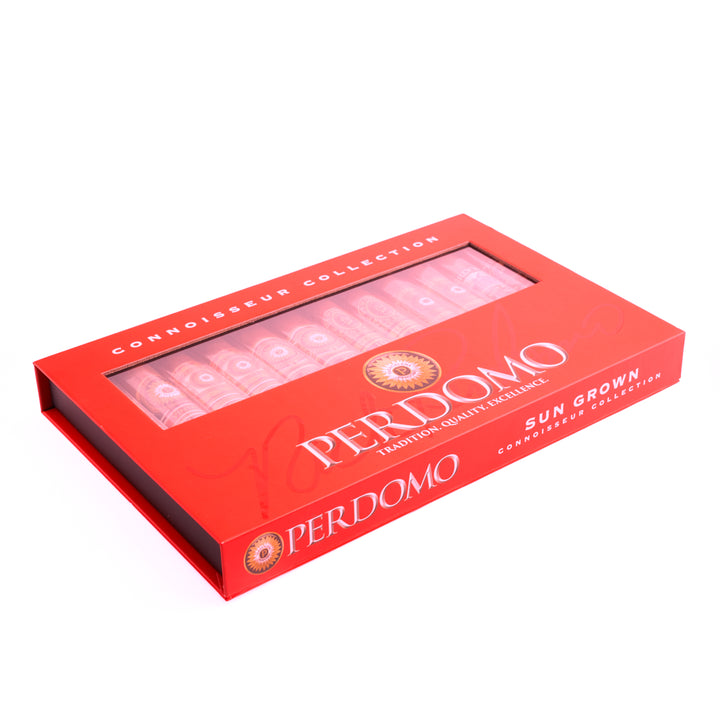 CONNOISSEUR COLLECTION
P
PERDOMO
TRADITION. QUALITY. EXCELLENCE.
P PERDOMO
SUN GROWN
CONNOISSEUR COLLECTION